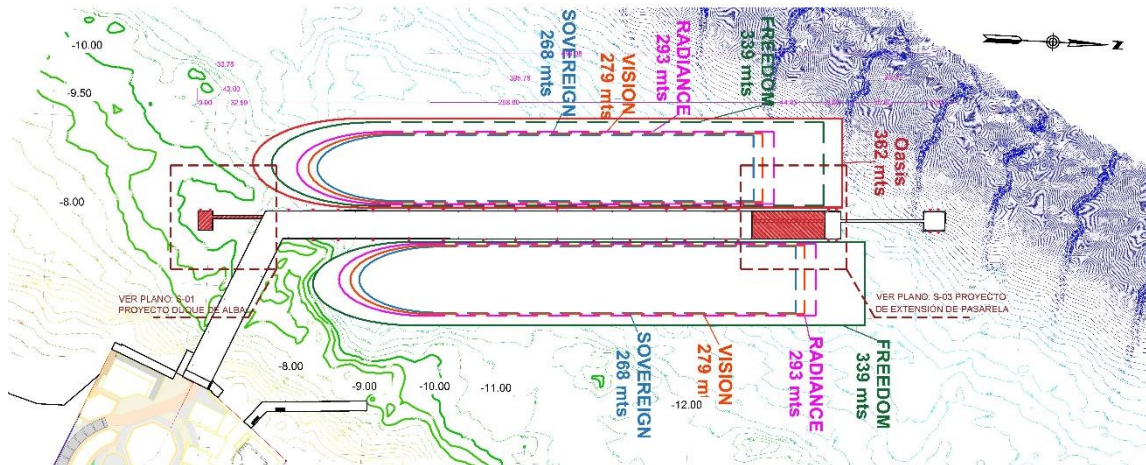 -10.00
-9.50
-8.00
SOVEREIGN
268 mts
VISION
279 mts
RADIANCE
293 mts
FREEDOM
339 mts
Oasis
362 mts
N
VER PLANO: S-01
PROYECTO DUQUE DE ALBA
VER PLANO: S-03 PROYECTO
DE EXTENSIÓN DE PASARELA
-8.00
-9.00
-10.00
-11.00
-12.00
SOVEREIGN
268 mts
VISION
RADIANCE
293 mts
FREEDOM
339 mts